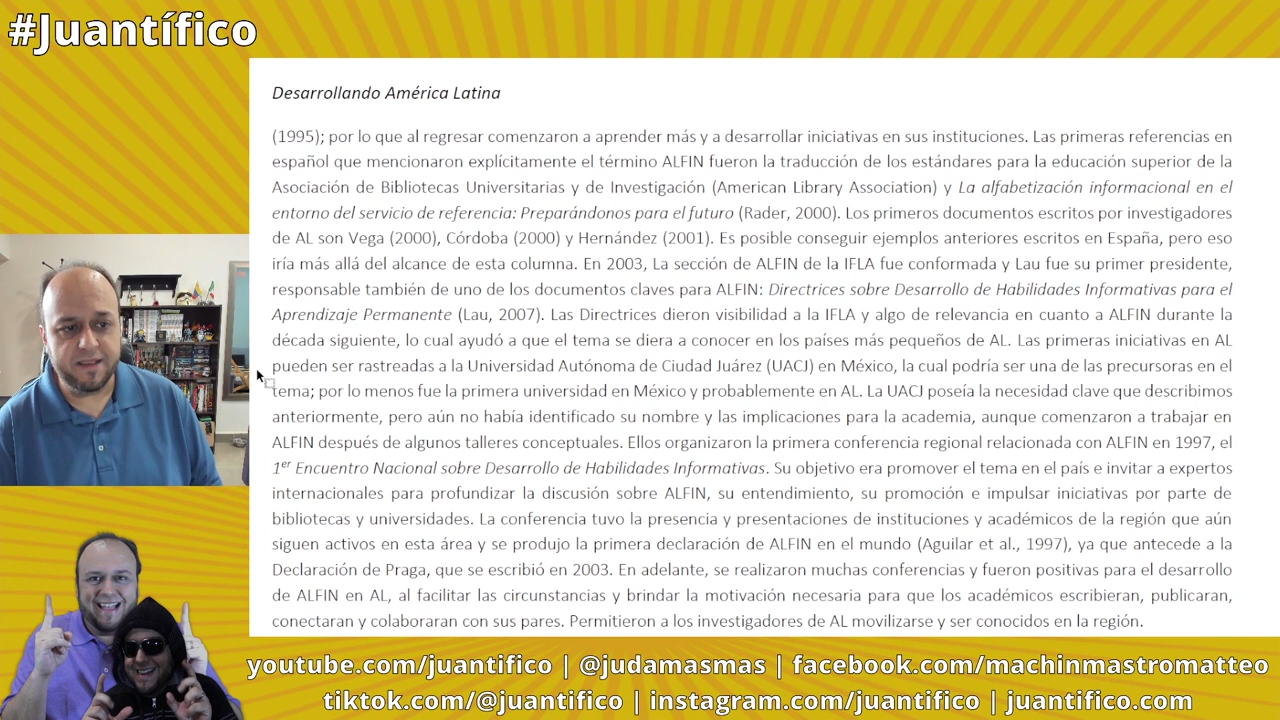 #Juantífico
Desarrollando América Latina
(1995); por lo que al regresar comenzaron a aprender más y a desarrollar iniciativas en sus instituciones. Las primeras referencias en
español que mencionaron explícitamente el término ALFIN fueron la traducción de los estándares para la educación superior de la
Asociación de Bibliotecas Universitarias y de Investigación (American Library Association) y La alfabetización informacional en el
entorno del servicio de referencia: Preparándonos para el futuro (Rader, 2000). Los primeros documentos escritos por investigadores
de AL son Vega (2000), Córdoba (2000) y Hernández (2001). Es posible conseguir ejemplos anteriores escritos en España, pero eso
iría más allá del alcance de esta columna. En 2003, La sección de ALFIN de la IFLA fue conformada y Lau fue su primer presidente,
responsable también de uno de los documentos claves para ALFIN: Directrices sobre Desarrollo de Habilidades Informativas para el
Aprendizaje Permanente (Lau, 2007). Las Directrices dieron visibilidad a la IFLA y algo de relevancia en cuanto a ALFIN durante la
década siguiente, lo cual ayudó a que el tema se diera a conocer en los países más pequeños de AL. Las primeras iniciativas en AL
pueden ser rastreadas a la Universidad Autónoma de Ciudad Juárez (UACJ) en México, la cual podría ser una de las precursoras en el
tema; por lo menos fue la primera universidad en México y probablemente en AL. La UACJ poseía la necesidad clave que describimos
anteriormente, pero aún no había identificado su nombre y las implicaciones para la academia, aunque comenzaron a trabajar en
ALFIN después de algunos talleres conceptuales. Ellos organizaron la primera conferencia regional relacionada con ALFIN en 1997, el
1er Encuentro Nacional sobre Desarrollo de Habilidades Informativas. Su objetivo era promover el tema en el país e invitar a expertos
internacionales para profundizar la discusión sobre ALFIN, su entendimiento, su promoción e impulsar iniciativas por parte de
bibliotecas y universidades. La conferencia tuvo la presencia y presentaciones de instituciones y académicos de la región que aún
siguen activos en esta área y se produjo la primera declaración de ALFIN en el mundo (Aguilar et al., 1997), ya que antecede a la
Declaración de Praga, que se escribió en 2003. En adelante, se realizaron muchas conferencias y fueron positivas para el desarrollo
de ALFIN en AL, al facilitar las circunstancias y brindar la motivación necesaria para que los académicos escribieran, publicaran,
conectaran y colaboraran con sus pares. Permitieron a los investigadores de AL movilizarse y ser conocidos en la región.
youtube.com/juantifico | @judamasmas | facebook.com/machinmastromatteo
tiktok.com/@juantifico | instagram.com/juantifico | juantifico.com